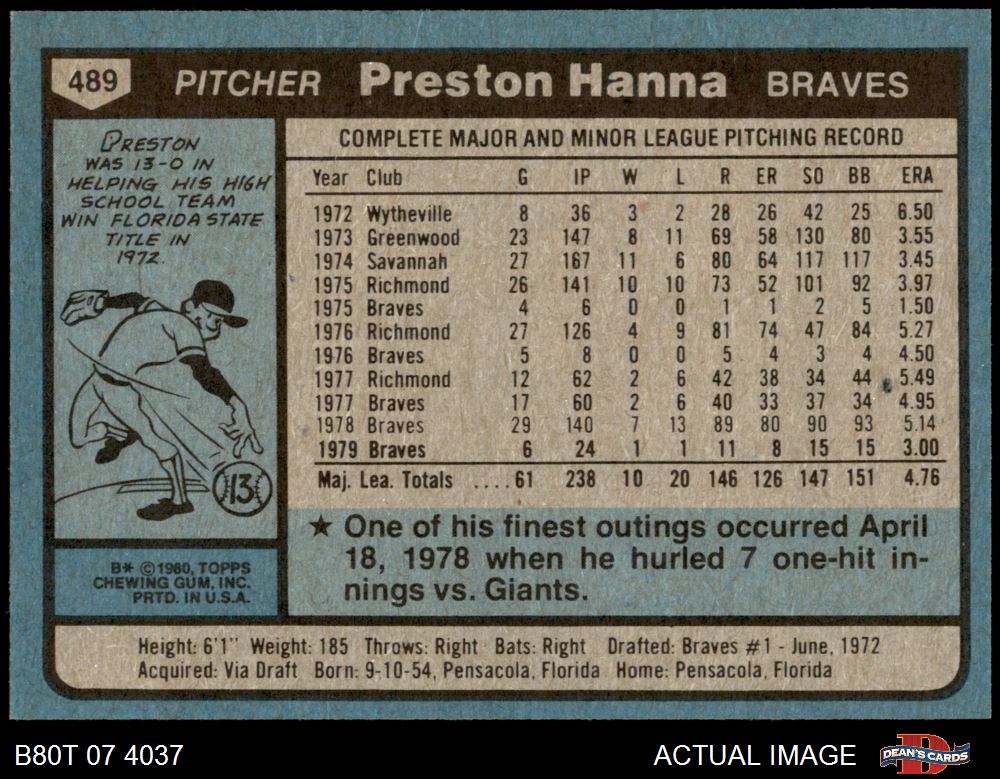 489 PITCHER Preston Hanna BRAVES
PRESTON
WAS 13-0 IN
HELPING HIS HIGH
SCHOOL TEAM
WIN FLORIDA STATE
TITLE IN
1972.
13
B* ©1980, TOPPS
CHEWING GUM, INC.
PRTD. IN U.S.A.
COMPLETE MAJOR AND MINOR LEAGUE PITCHING RECORD
Year Club G IP W L R ER SO BB ERA
1972 Wytheville 8 36 3 2 28 26 42 25 6.50
1973 Greenwood 23 147 8 11 69 58 130 80 3.55
1974 Savannah 27 167 11 6 80 64 117 117 3.45
1975 Richmond 26 141 10 10 73 52 101 92 3.97
1975 Braves 4 6 0 0 1 1 2 5 1.50
1976 Richmond 27 126 4 9 81 74 47 84 5.27
1976 Braves 5 8 0 0 5 4 3 4 4.50
1977 Richmond 12 62 2 6 42 38 34 44 5.49
1977 Braves 17 60 2 6 40 33 37 34 4.95
1978 Braves 29 140 7 13 89 80 90 93 5.14
1979 Braves 6 24 1 1 11 8 15 15 3.00
Maj. Lea. Totals ....61 238 10 20 146 126 147 151 4.76
★ One of his finest outings occurred April
18, 1978 when he hurled 7 one-hit in-
nings vs. Giants.
Height: 6'1" Weight: 185 Throws: Right Bats: Right Drafted: Braves #1 - June, 1972
Acquired: Via Draft Born: 9-10-54, Pensacola, Florida Home: Pensacola, Florida
B80T 07 4037 ACTUAL IMAGE DEAN'S CARDS